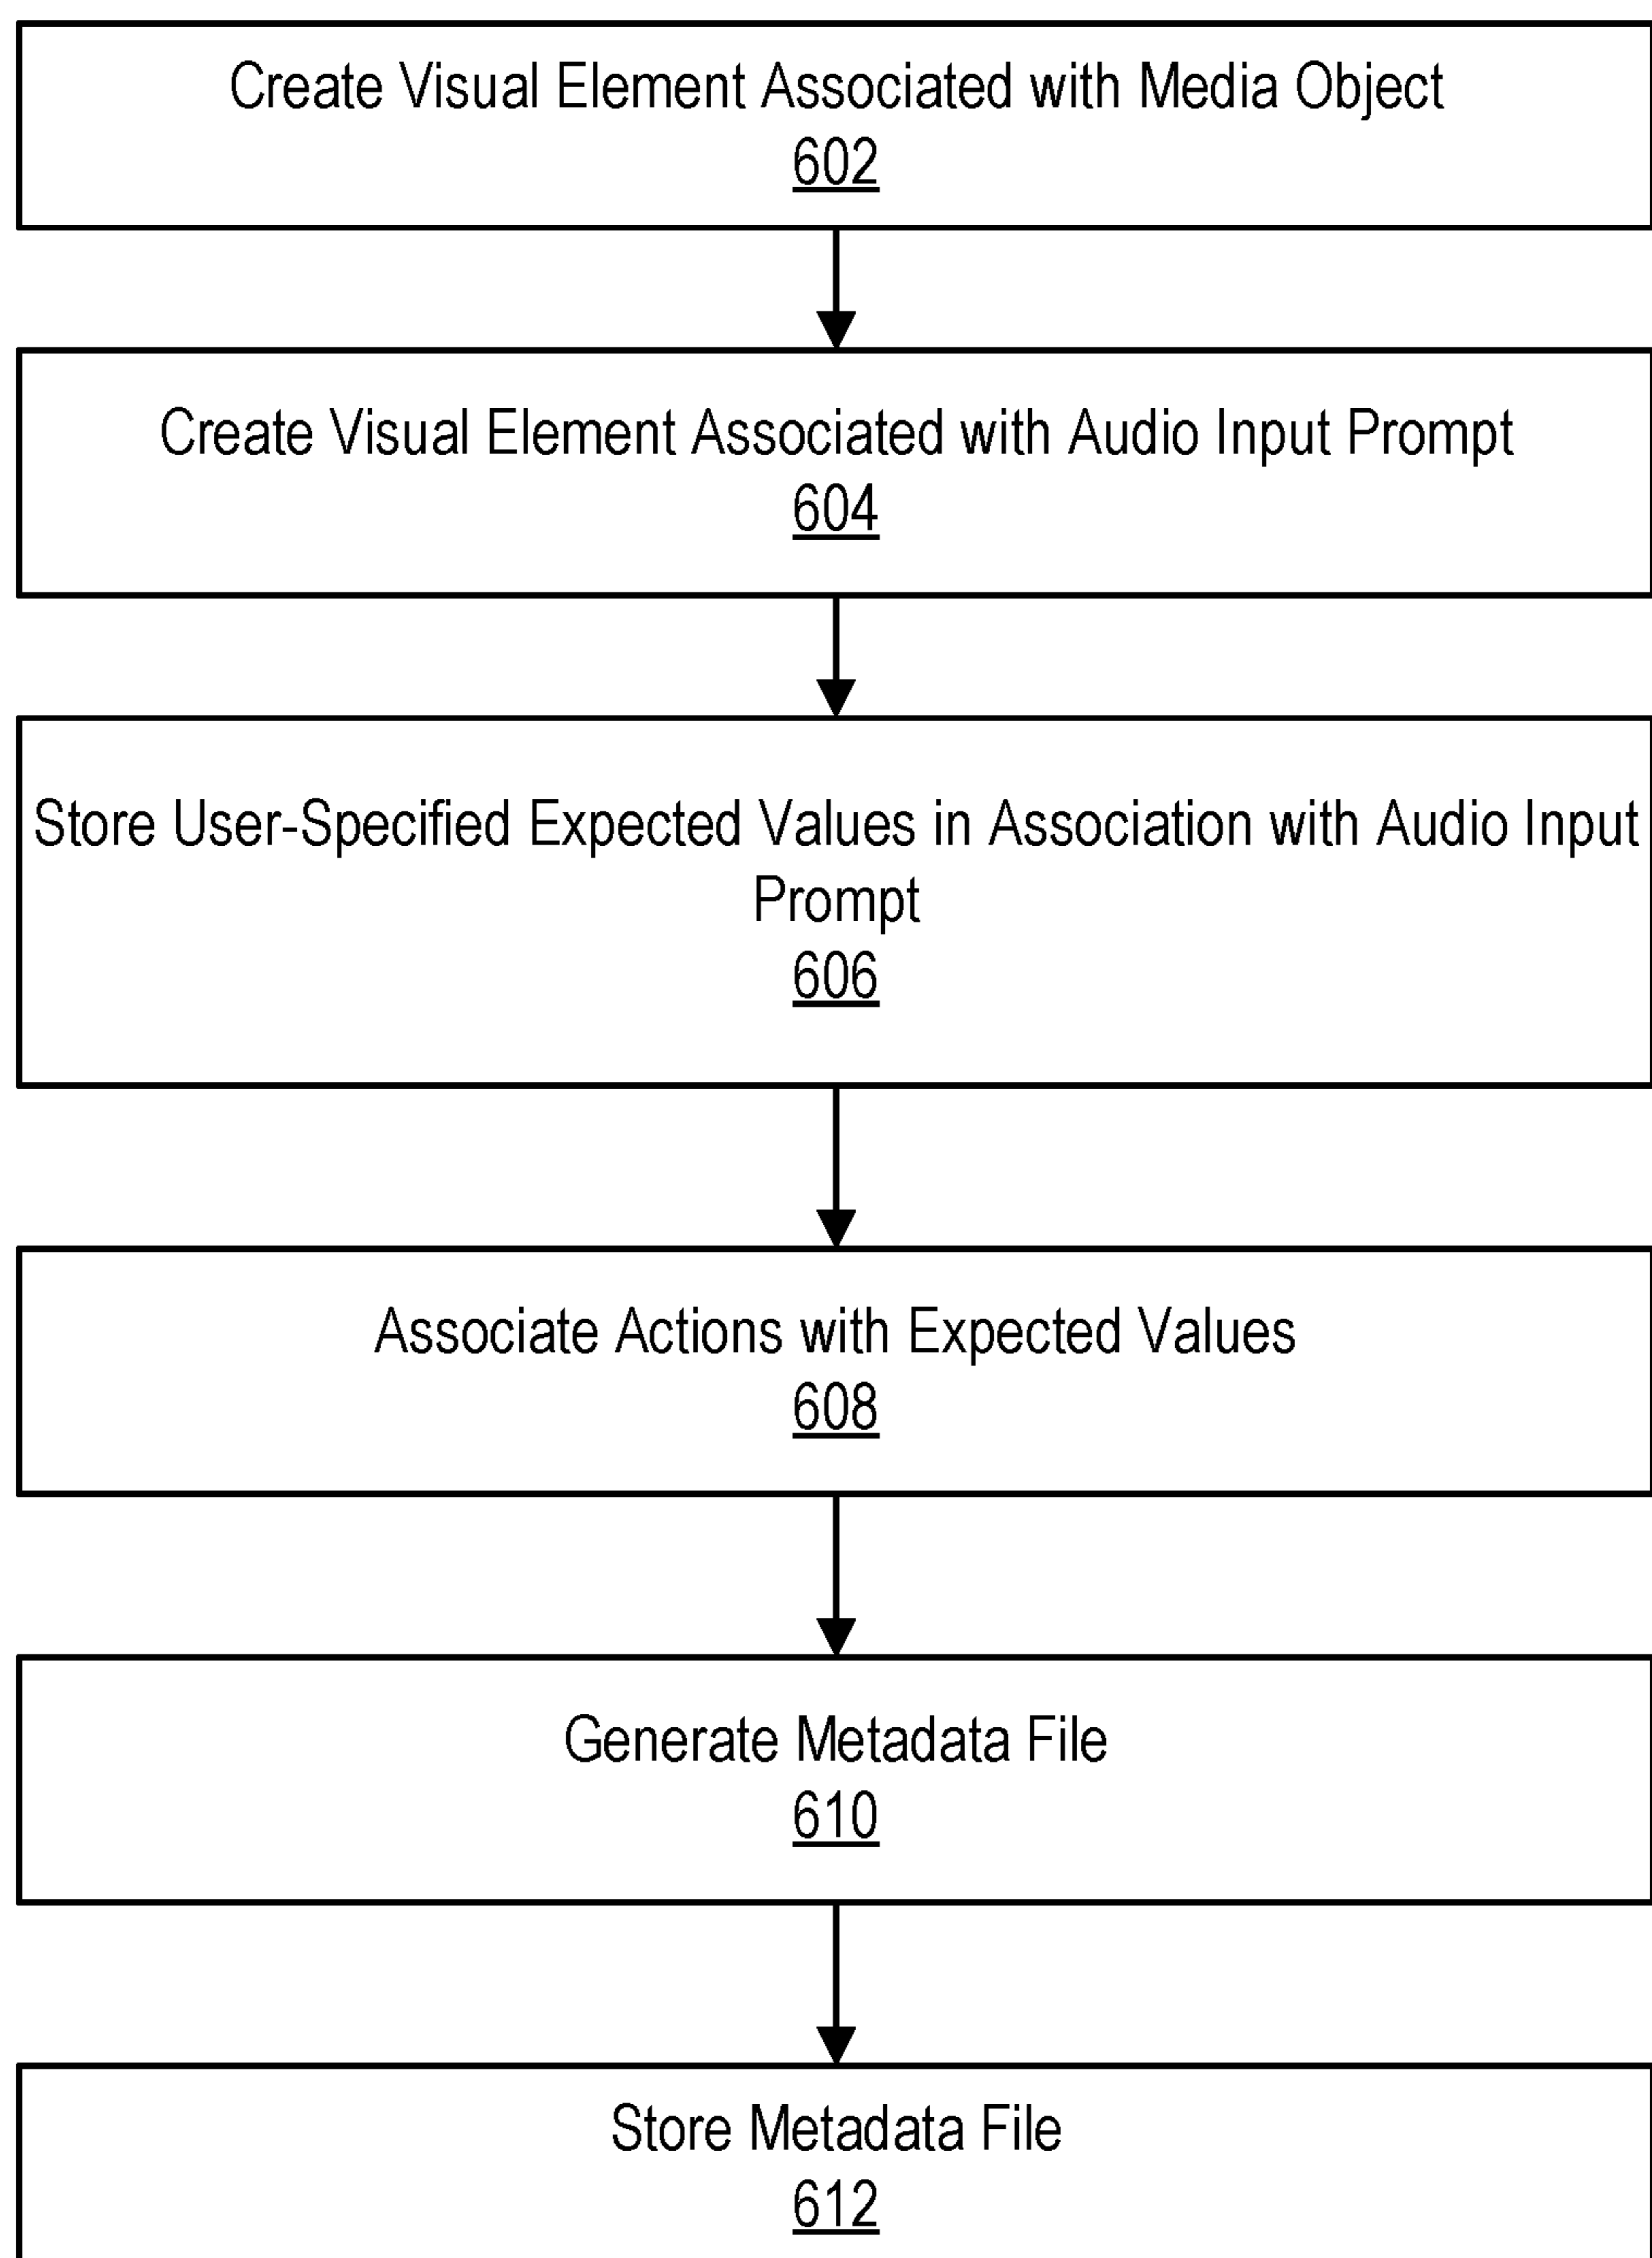 Create Visual Element Associated with Media Object
602
Create Visual Element Associated with Audio Input Prompt
604
Store User-Specified Expected Values in Association with Audio Input
Prompt
606
Associate Actions with Expected Values
608
Generate Metadata File
610
Store Metadata File
612